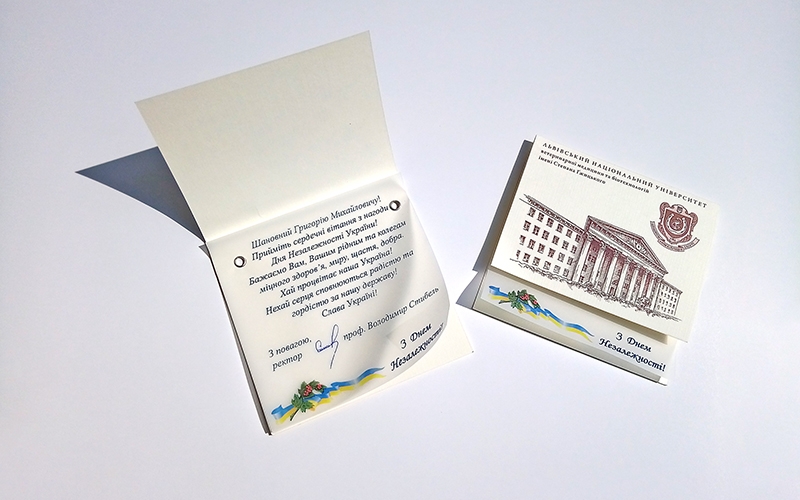 Шановний Григорію Михайловичу!
Прийміть сердечні вітання з нагоди
Дня Незалежності України!
Бажаємо Вам, Вашим рідним та колегам
міцного здоров'я, миру, щастя, добра.
Хай процвітає наша Україна!
Нехай серця сповнюються радістю та
гордістю за нашу державу!
Слава Україні!
З повагою,
ректор
проф. Володимир Стибель
З Днем
Незалежності!
ЛЬВІВСЬКИЙ НАЦІОНАЛЬНИЙ УНІВЕРСИТЕТ
ветеринарної медицини та біотехнологій
імені Степана Ґжицького
З Днем
Незалежності!